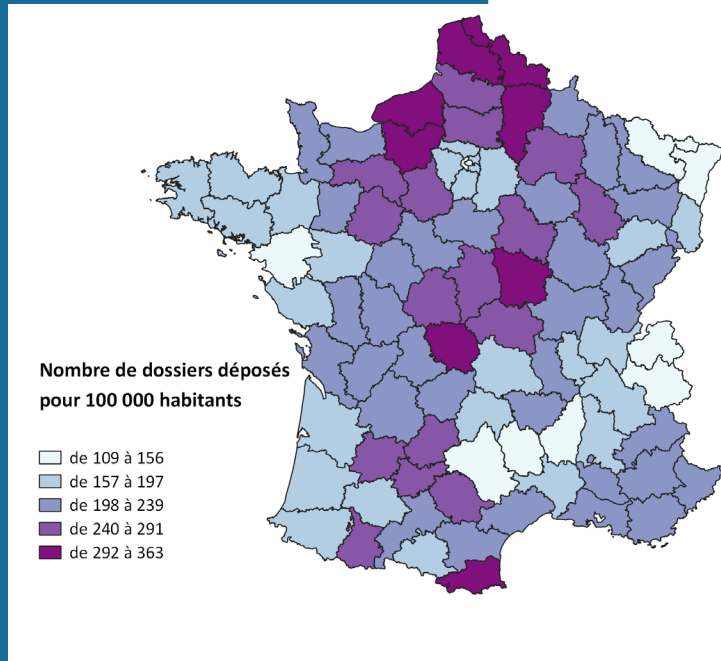 Nombre de dossiers déposés
pour 100 000 habitants
de 109 à 156
de 157 à 197
de 198 à 239
de 240 à 291
de 292 à 363